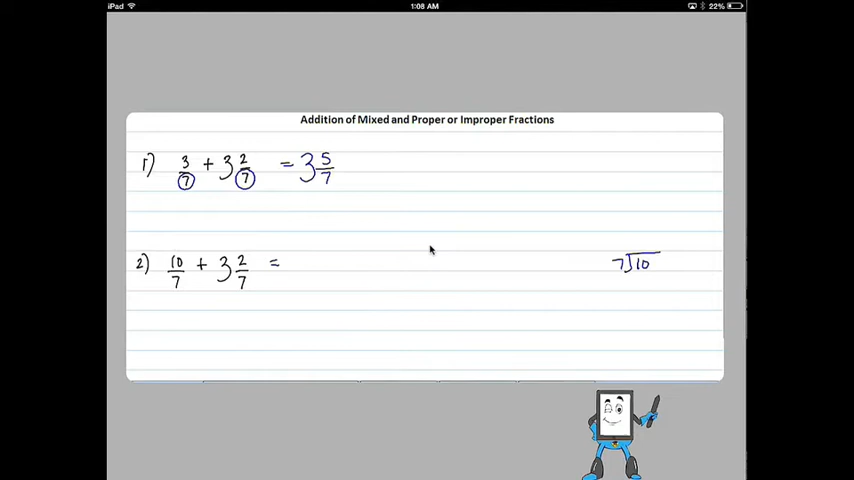 iPad 1:08 AM 22%
Addition of Mixed and Proper or Improper Fractions
1) 3/7 + 3 2/7 = 3 5/7
2) 10/7 + 3 2/7 = 7)10